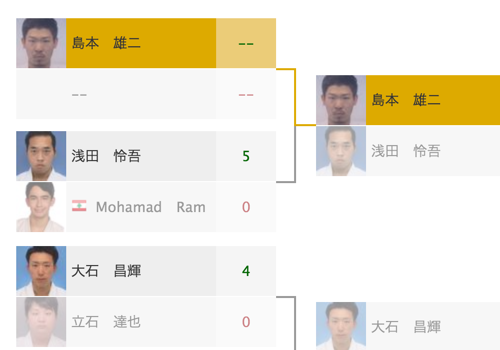 島本 雄二 --
-- --
浅田 怜吾 5
Mohamad Ram 0
大石 昌輝 4
立石 達也 0
島本 雄二
浅田 怜吾
大石 昌輝